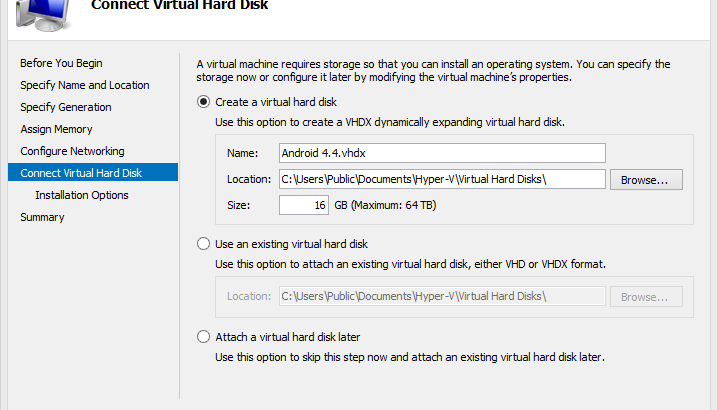 Connect Virtual Hard Disk
Before You Begin
Specify Name and Location
Specify Generation
Assign Memory
Configure Networking
Connect Virtual Hard Disk
Installation Options
Summary
A virtual machine requires storage so that you can install an operating system. You can specify the
storage now or configure it later by modifying the virtual machine's properties.
Create a virtual hard disk
Use this option to create a VHDX dynamically expanding virtual hard disk.
Name: Android 4.4.vhdx
Location: C:\Users\Public\Documents\Hyper-V\Virtual Hard Disks\ Browse...
Size: 16 GB (Maximum: 64 TB)
Use an existing virtual hard disk
Use this option to attach an existing virtual hard disk, either VHD or VHDX format.
Location: C:\Users\Public\Documents\Hyper-V\Virtual Hard Disks\ Browse...
Attach a virtual hard disk later
Use this option to skip this step now and attach an existing virtual hard disk later.